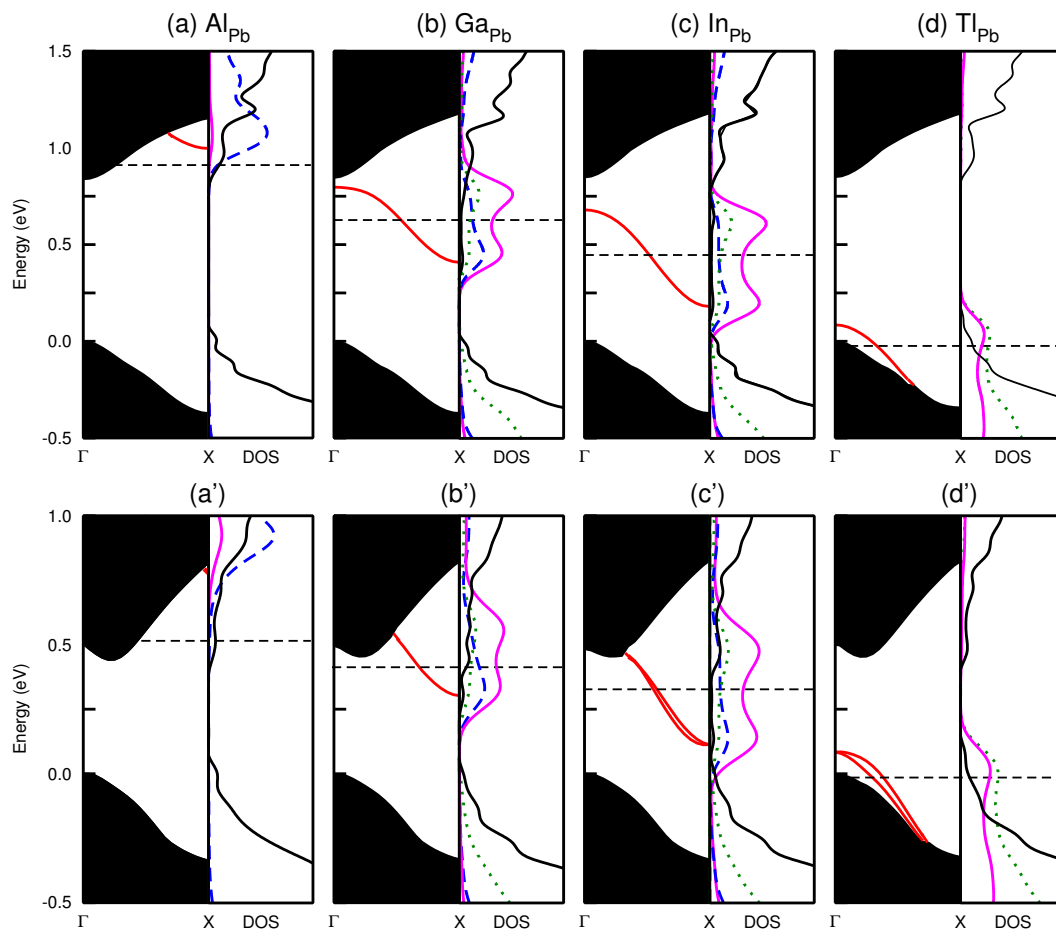 (a) Al_Pb (b) Ga_Pb (c) In_Pb (d) Tl_Pb
1.5
1.0
0.5
0.0
-0.5
Energy (eV)
Γ X DOS Γ X DOS Γ X DOS Γ X DOS
(a') (b') (c') (d')
1.0
0.5
0.0
-0.5
Energy (eV)
Γ X DOS Γ X DOS Γ X DOS Γ X DOS